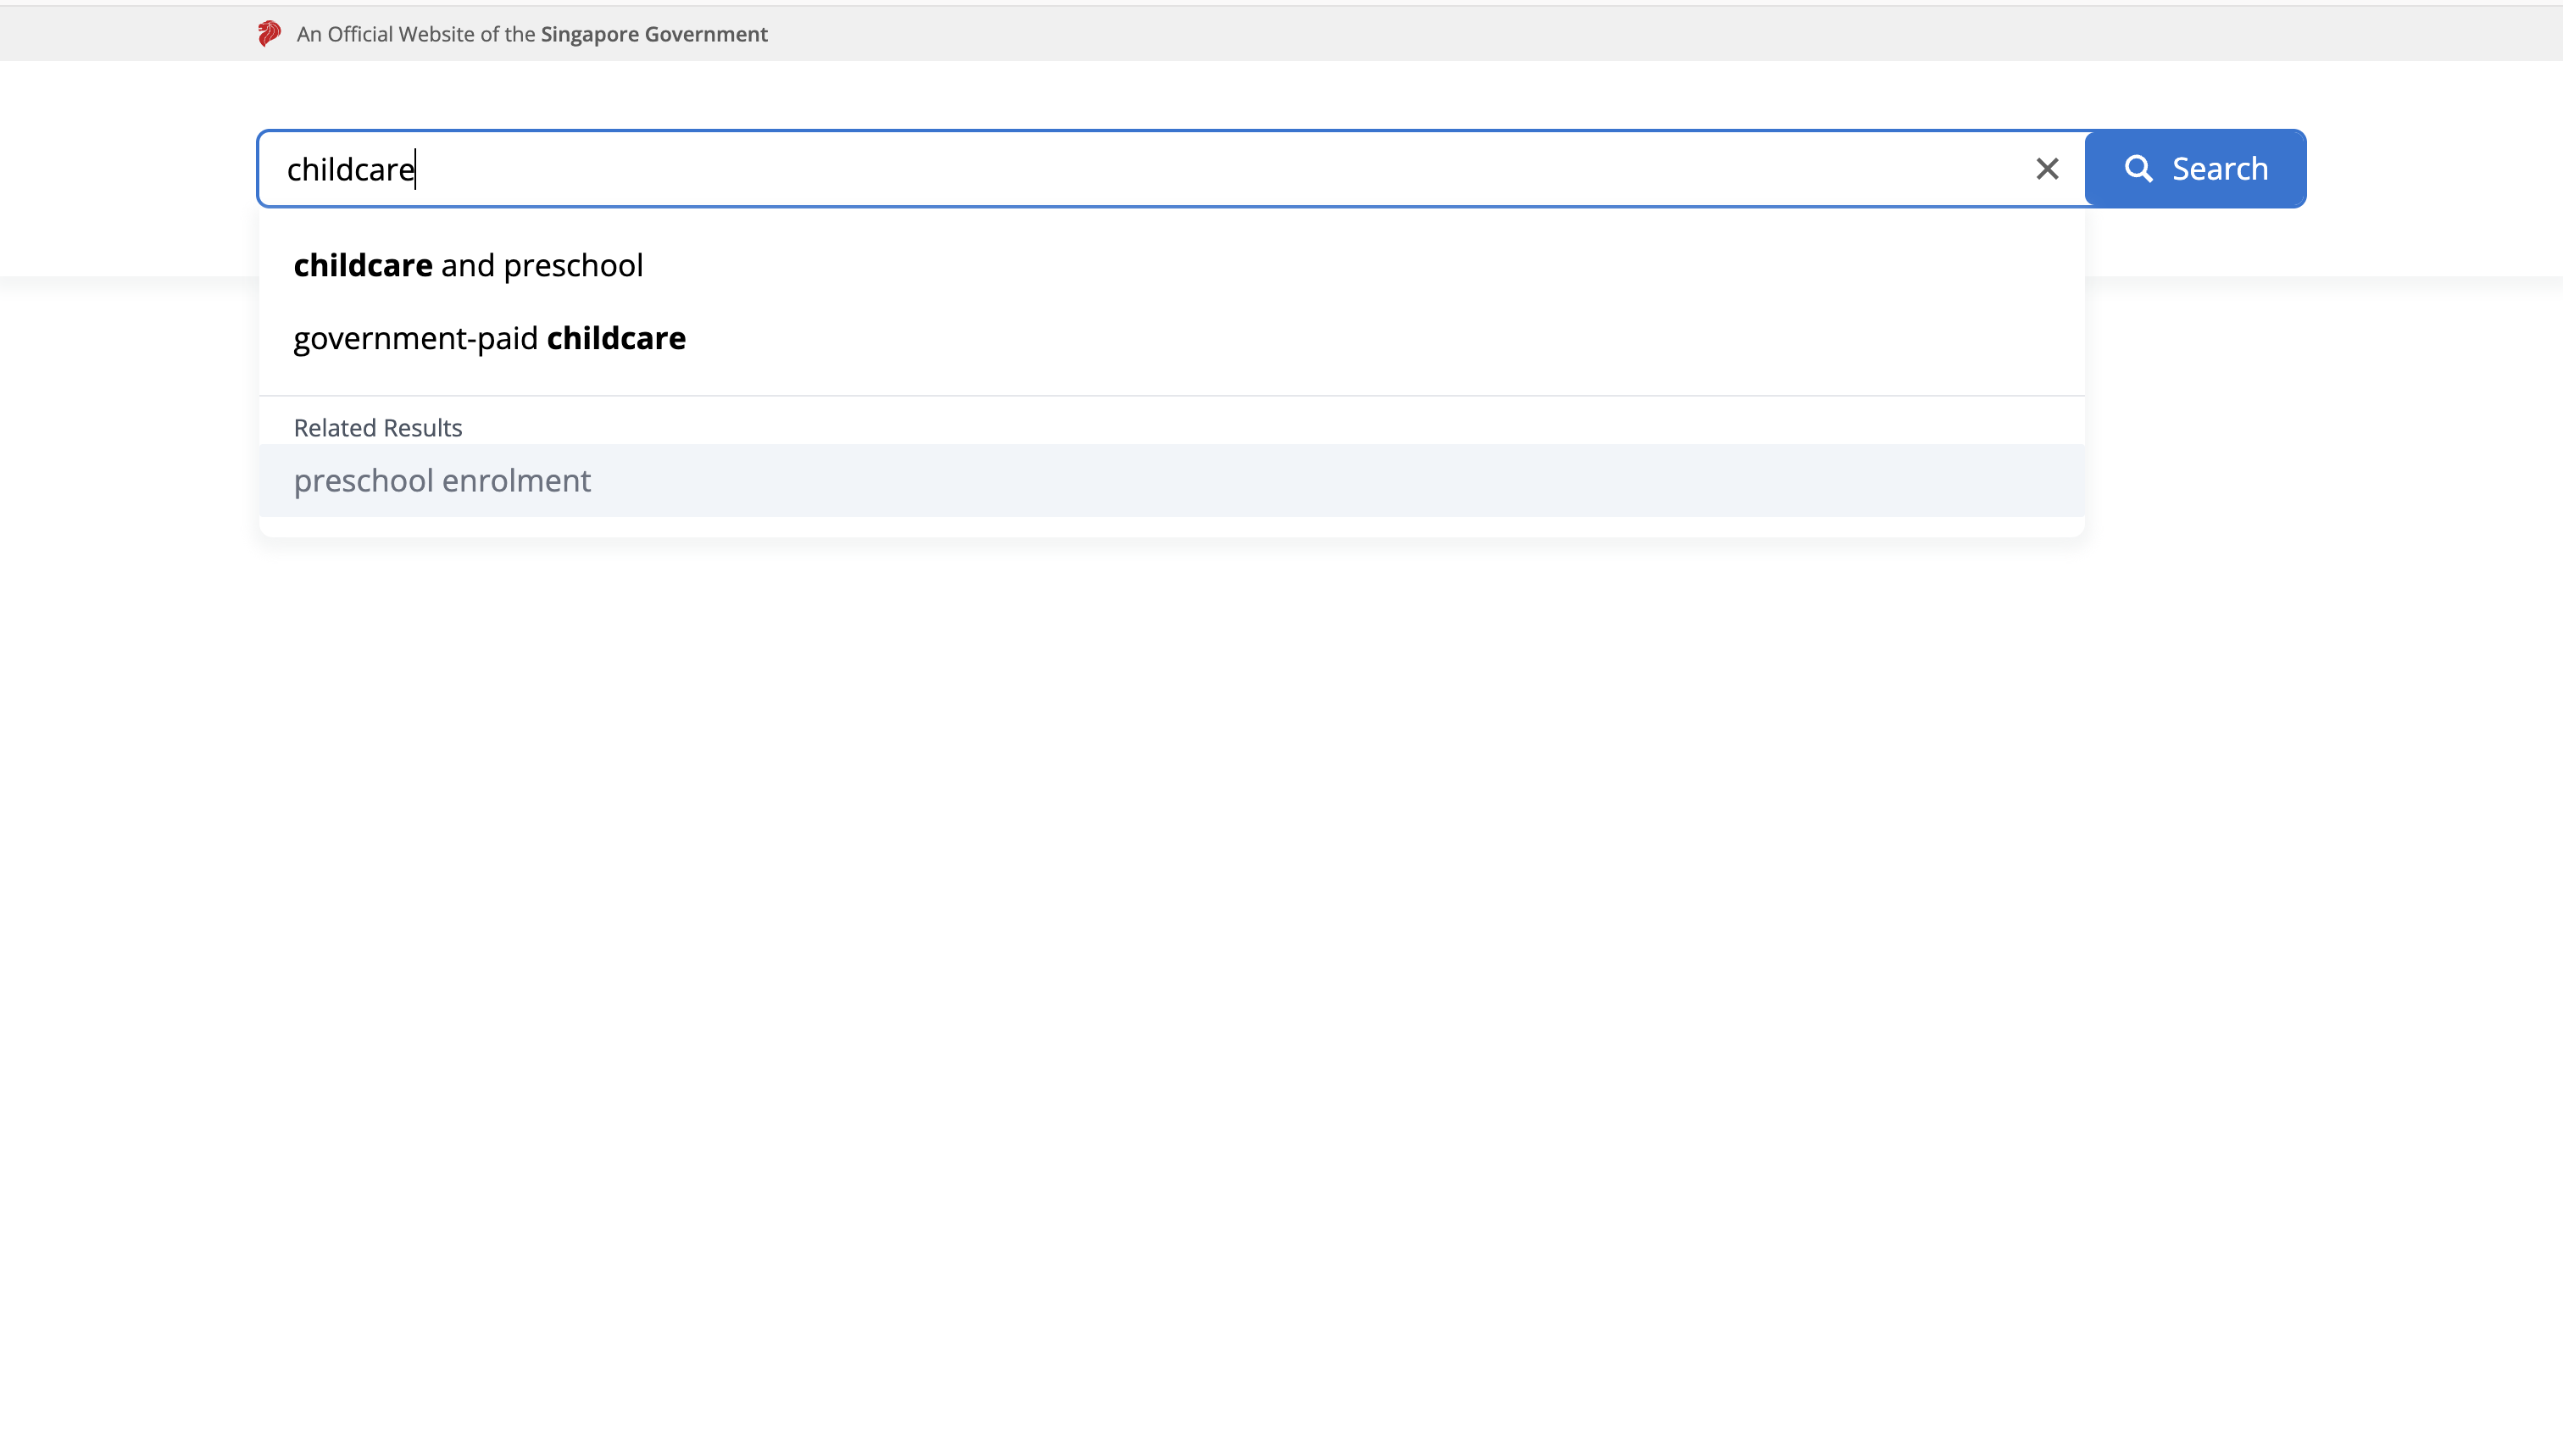 An Official Website of the Singapore Government
childcare
Search
childcare and preschool
government-paid childcare
Related Results
preschool enrolment